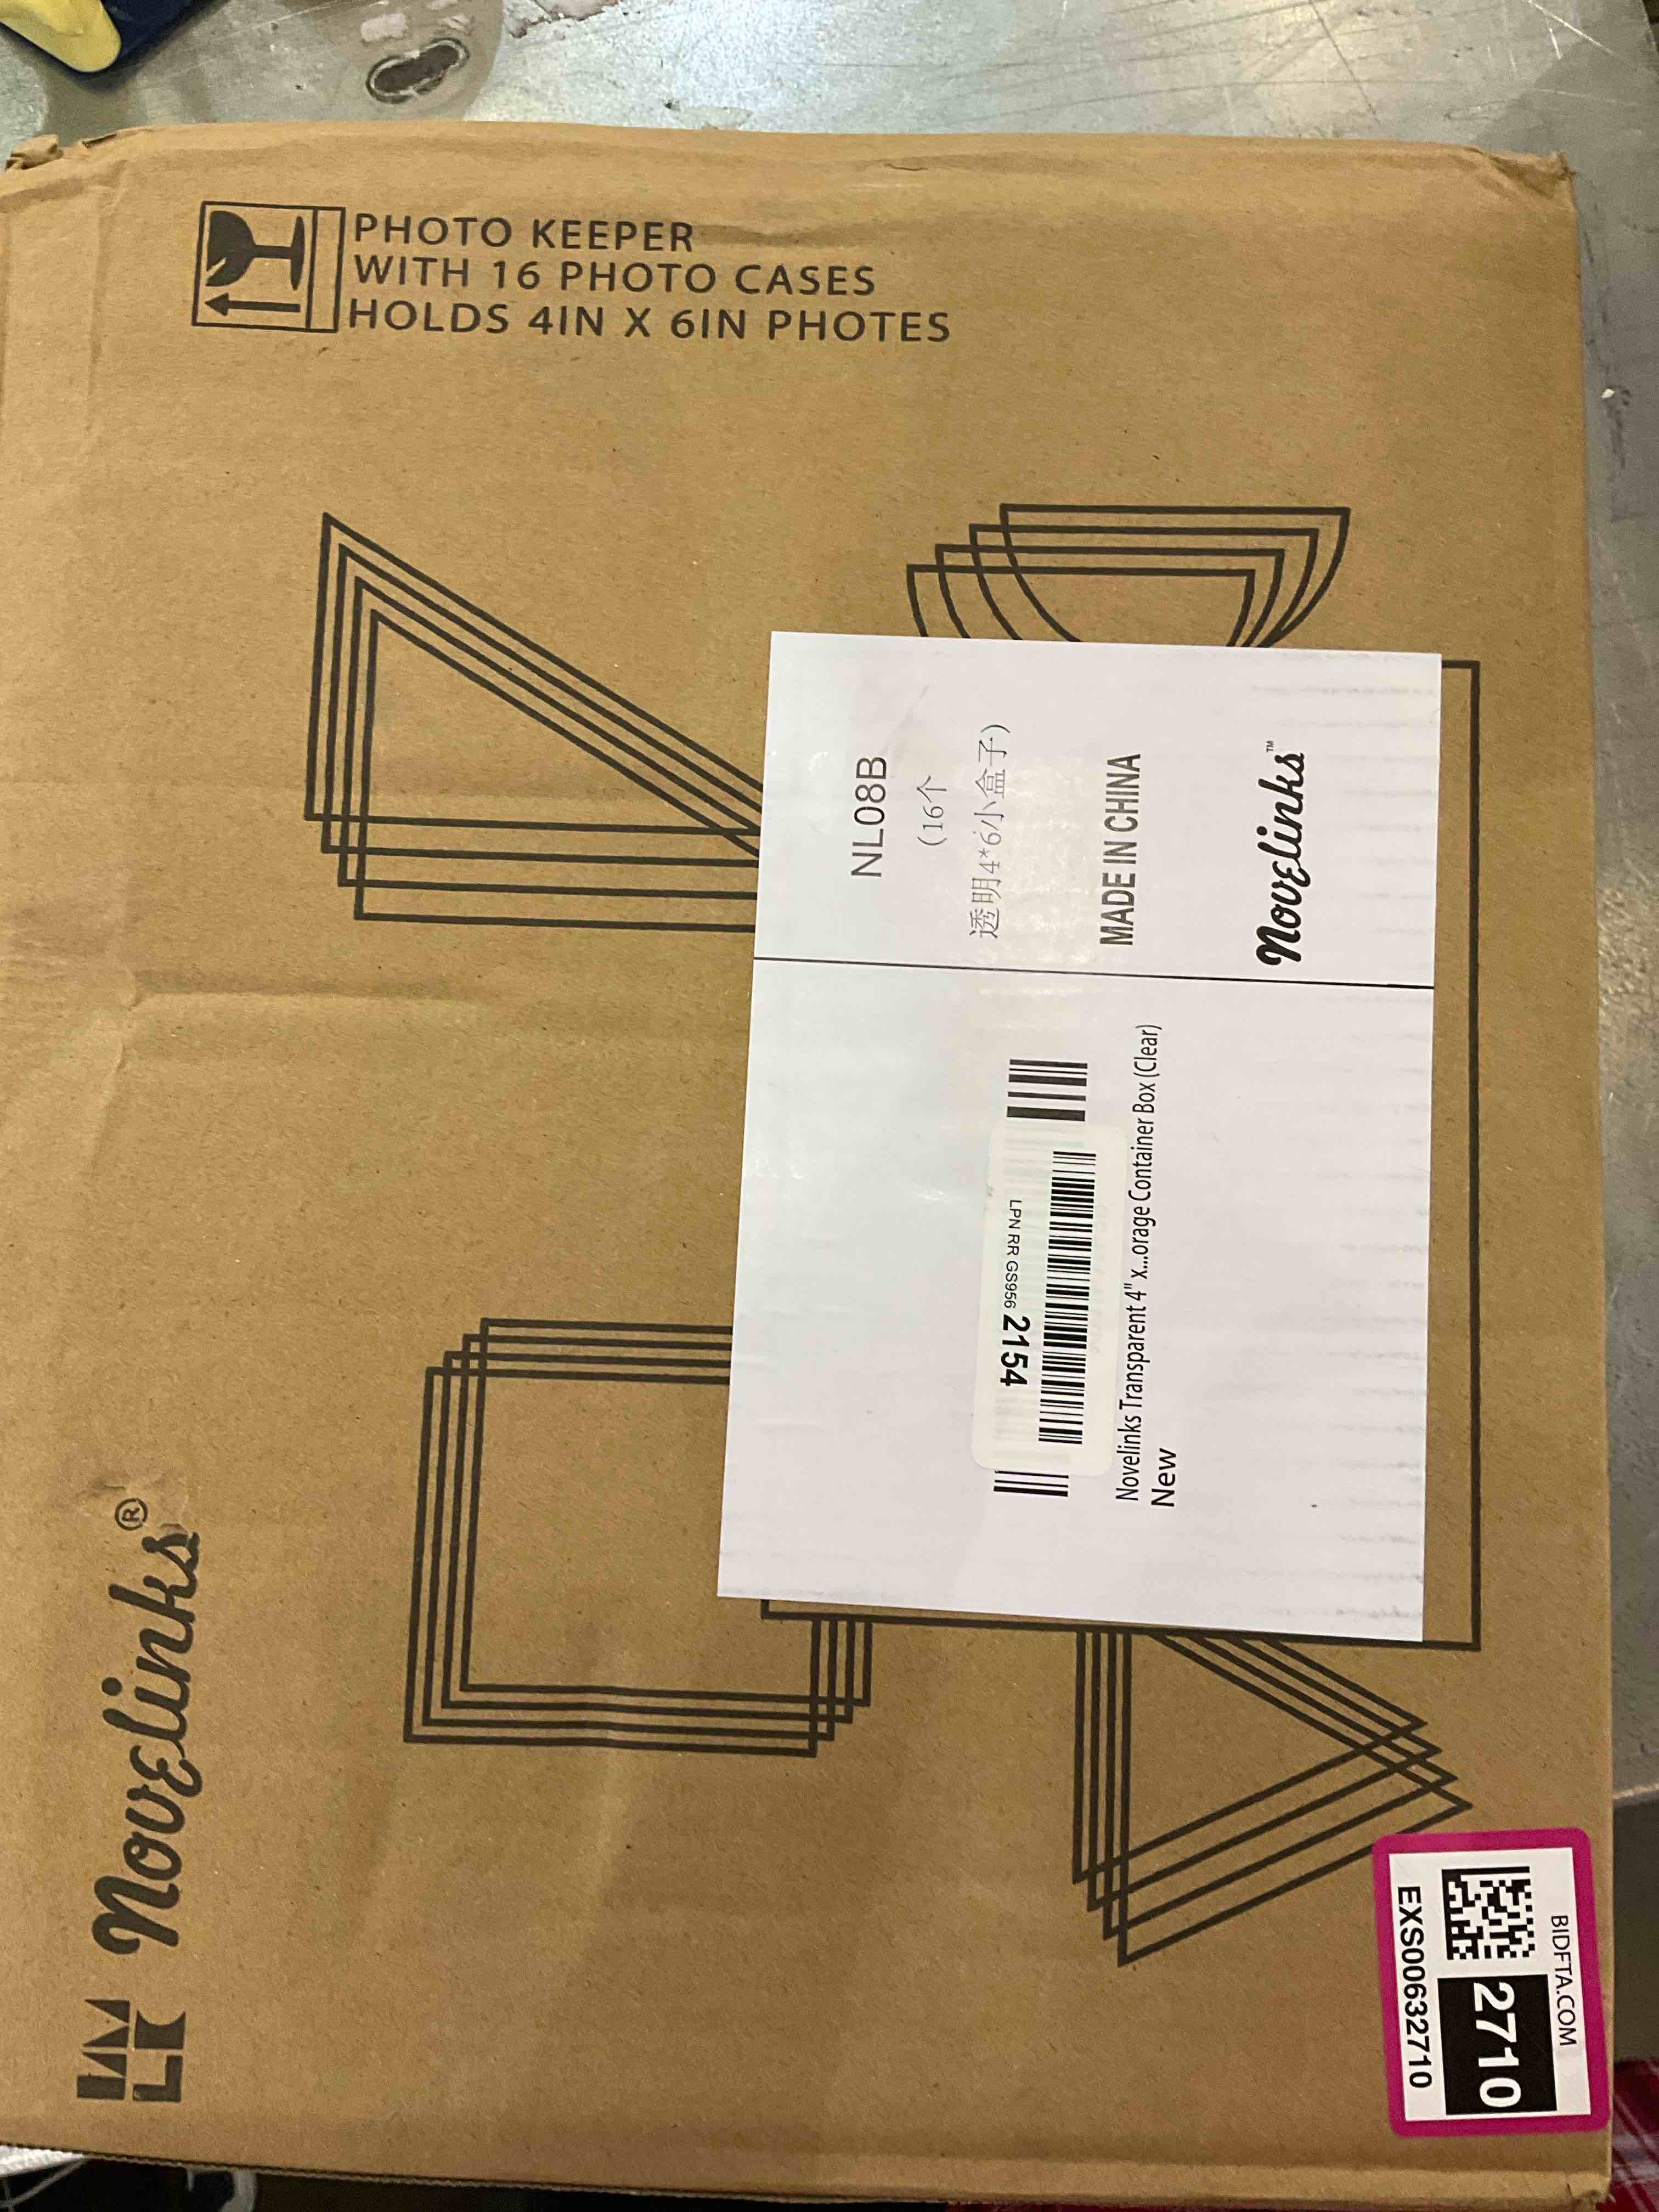 PHOTO KEEPER
WITH 16 PHOTO CASES
HOLDS 4IN X 6IN PHOTES
NL08B
(16个
透明4*6小盒子)
MADE IN CHINA
Novelinks™
LPN RR GS956 2154
Novelinks Transparent 4" x...orage Container Box (Clear)
New
Novelinks®
BIDFTA.COM
2710
EXS00632710